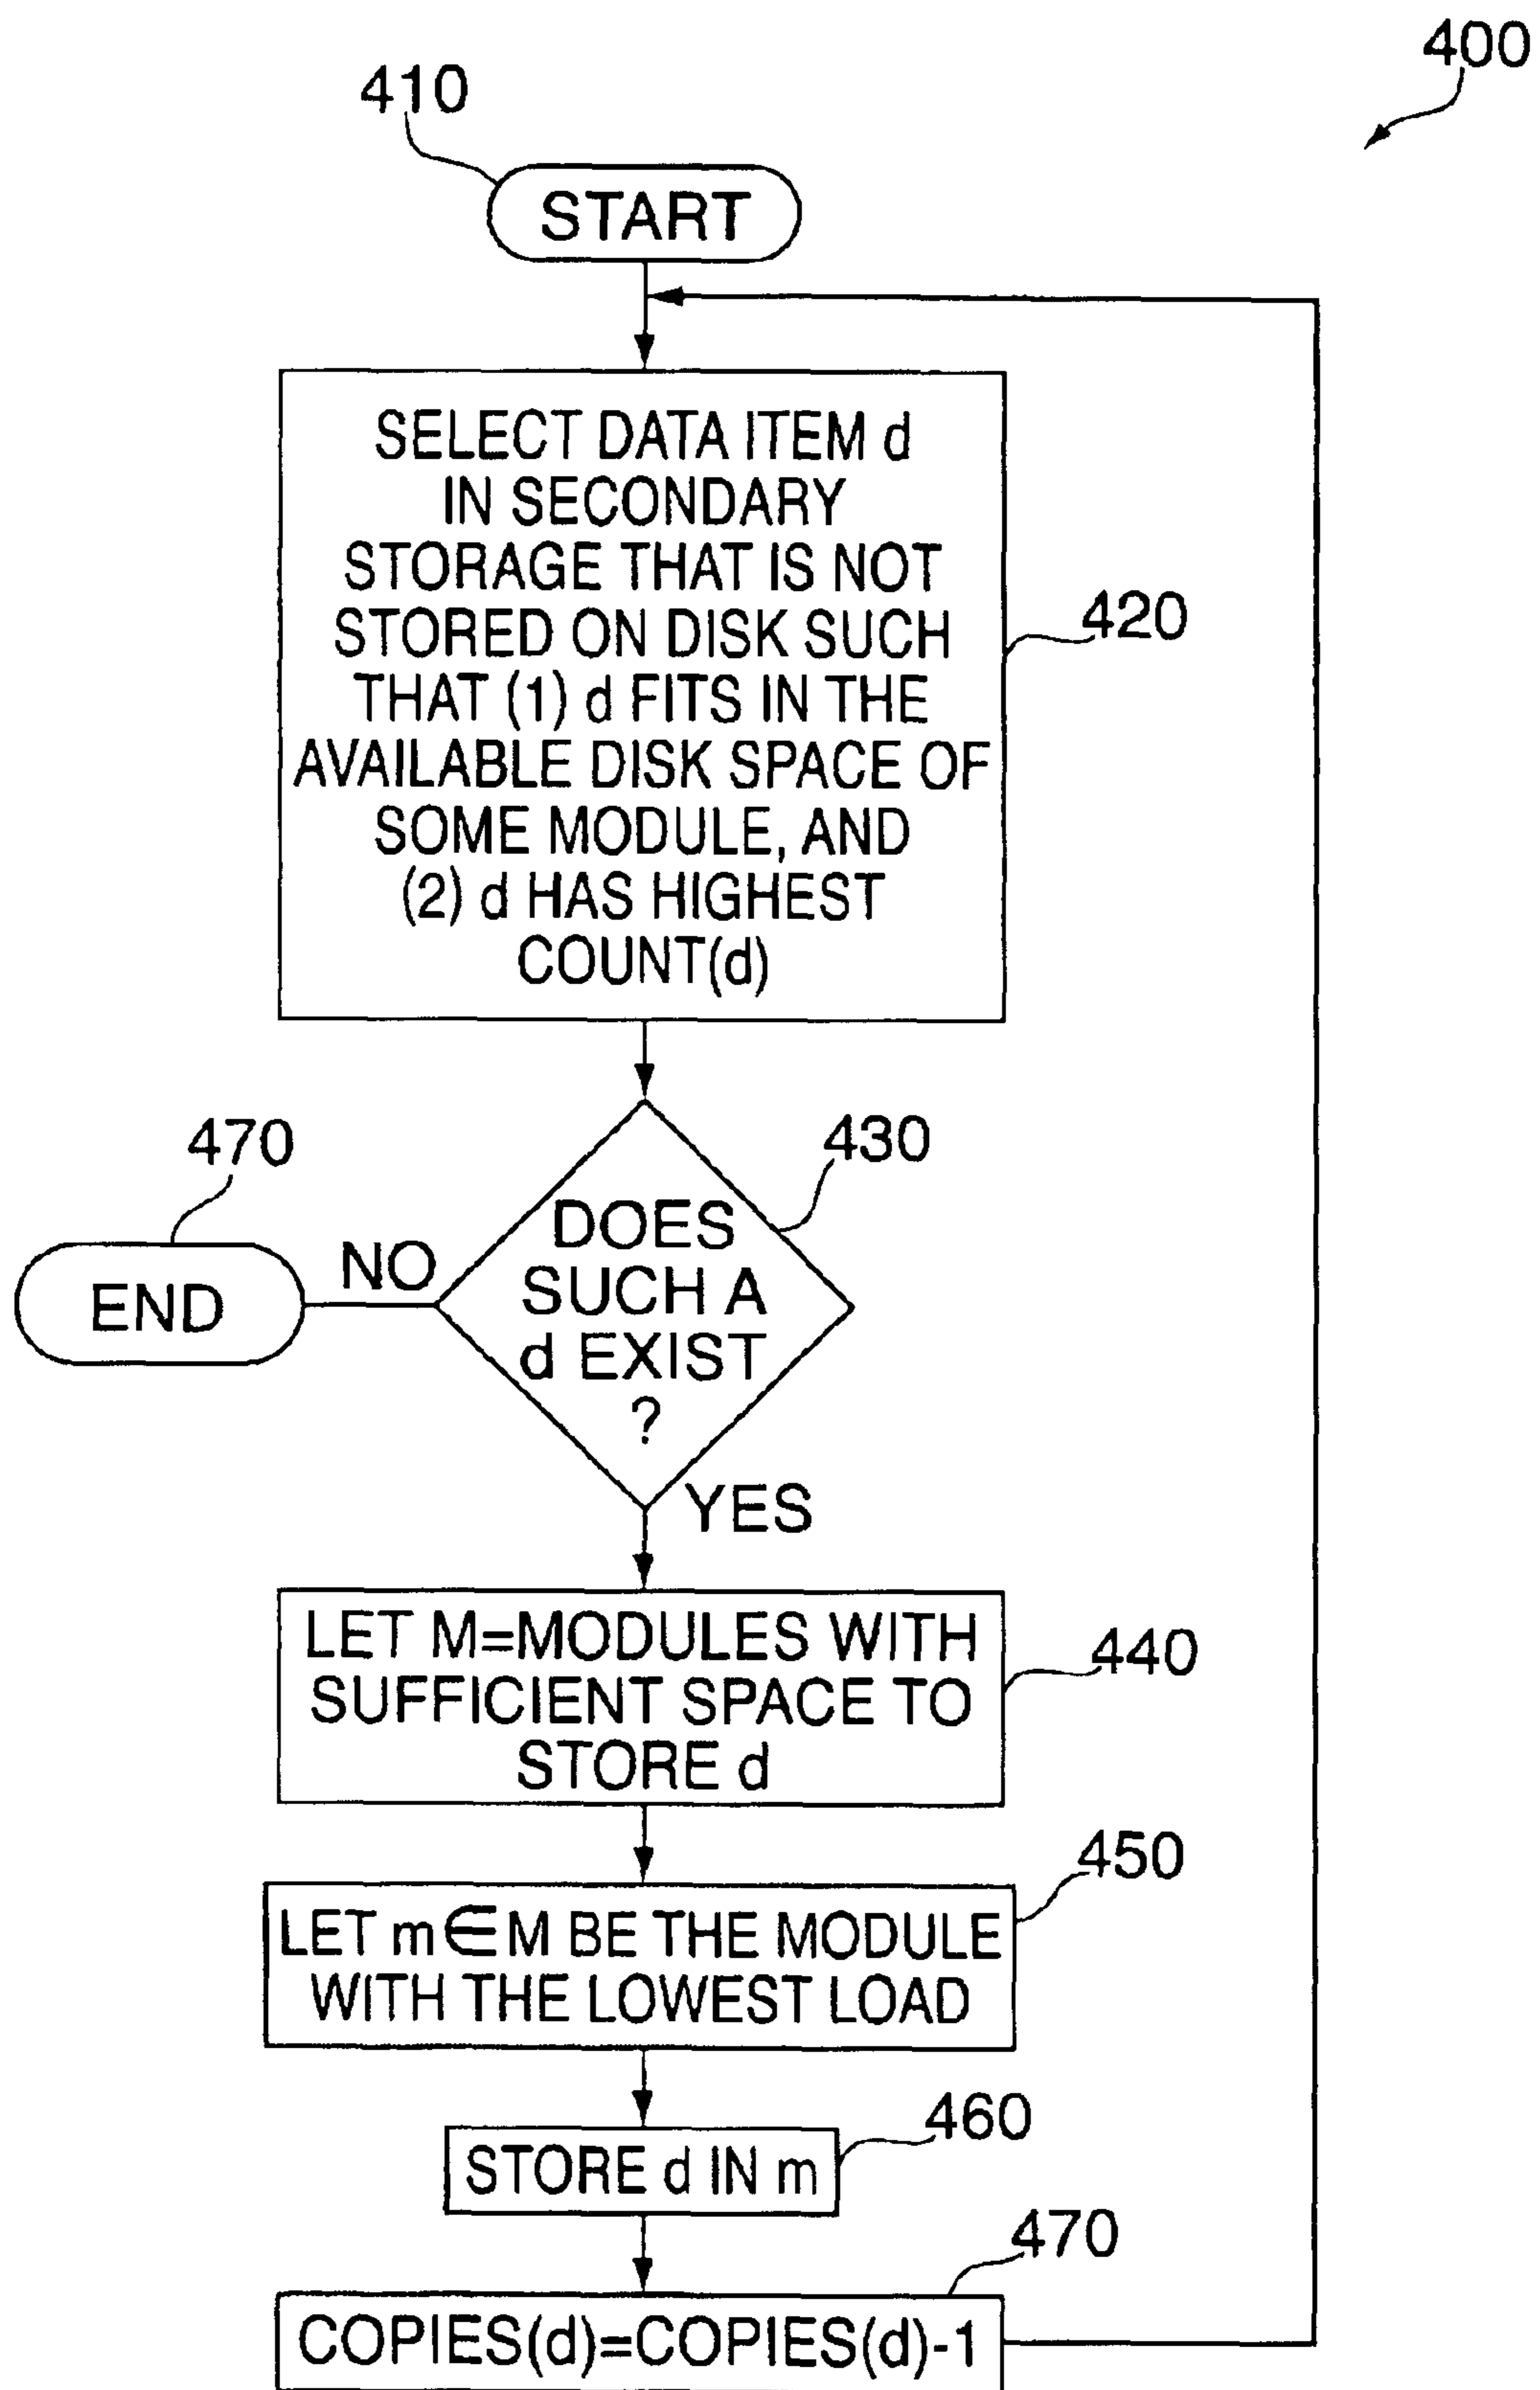 400
410
START
SELECT DATA ITEM d
IN SECONDARY
STORAGE THAT IS NOT
STORED ON DISK SUCH
THAT (1) d FITS IN THE
AVAILABLE DISK SPACE OF
SOME MODULE, AND
(2) d HAS HIGHEST
COUNT(d)
420
430
DOES
SUCH A
d EXIST
?
470
NO
END
YES
LET M=MODULES WITH
SUFFICIENT SPACE TO
STORE d
440
450
LET m∈M BE THE MODULE
WITH THE LOWEST LOAD
460
STORE d IN m
470
COPIES(d)=COPIES(d)-1